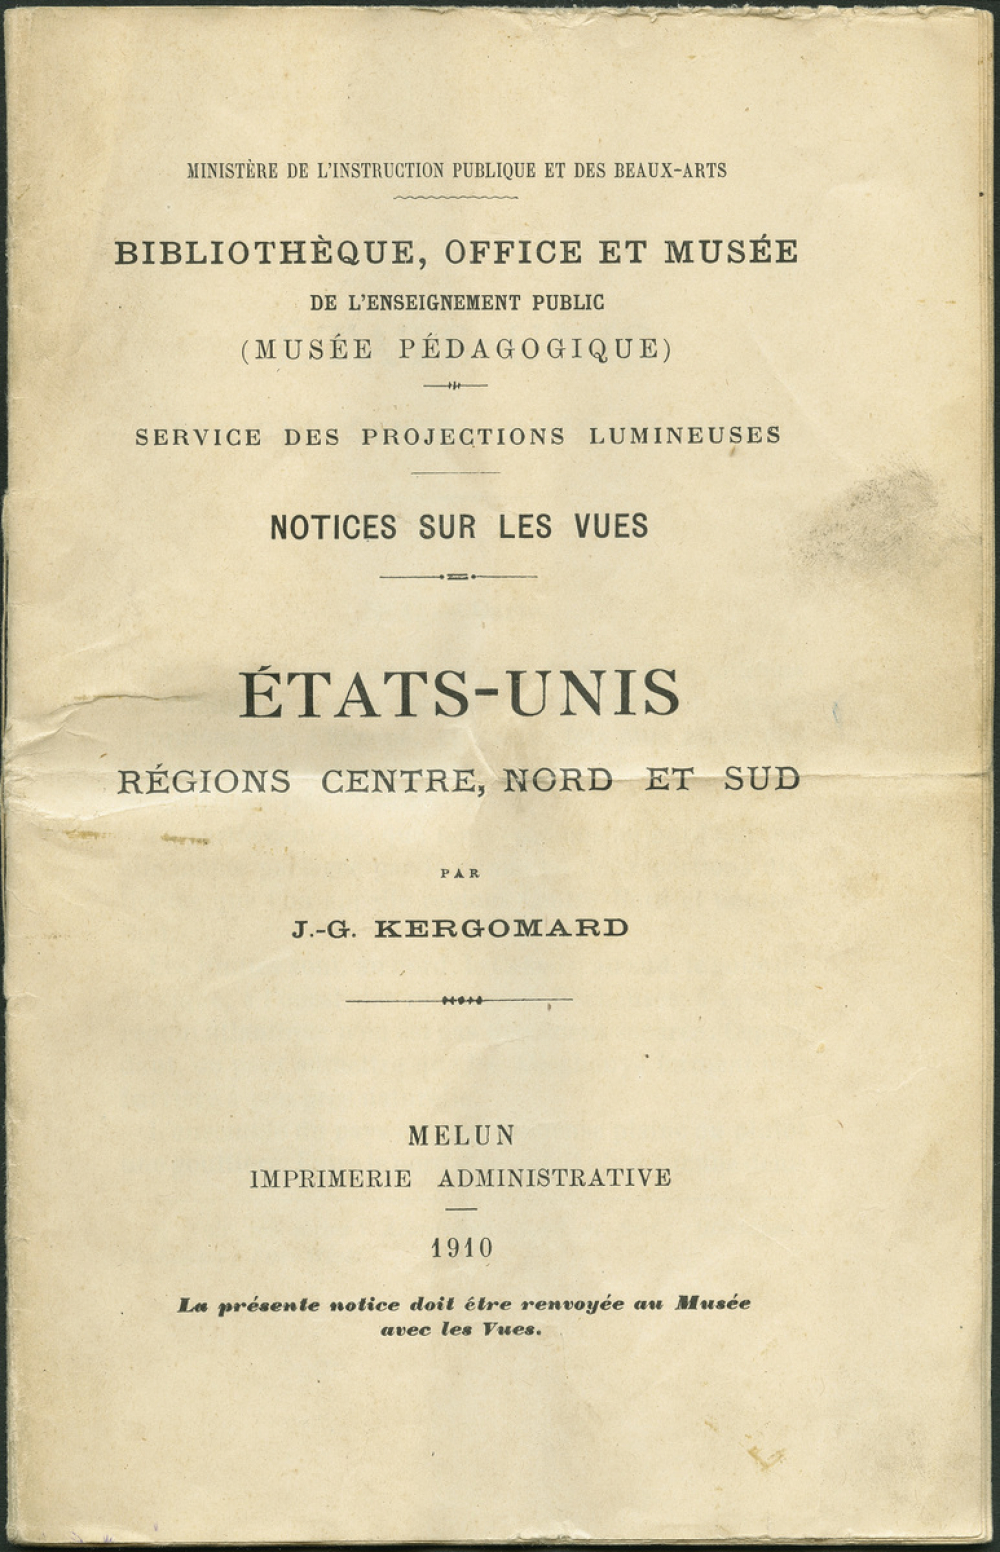 MINISTÈRE DE L'INSTRUCTION PUBLIQUE ET DES BEAUX-ARTS
BIBLIOTHÈQUE, OFFICE ET MUSÉE
DE L'ENSEIGNEMENT PUBLIC
(MUSÉE PÉDAGOGIQUE)
SERVICE DES PROJECTIONS LUMINEUSES
NOTICES SUR LES VUES
ÉTATS-UNIS
RÉGIONS CENTRE, NORD ET SUD
PAR
J.-G. KERGOMARD
MELUN
IMPRIMERIE ADMINISTRATIVE
1910
La présente notice doit être renvoyée au Musée
avec les Vues.